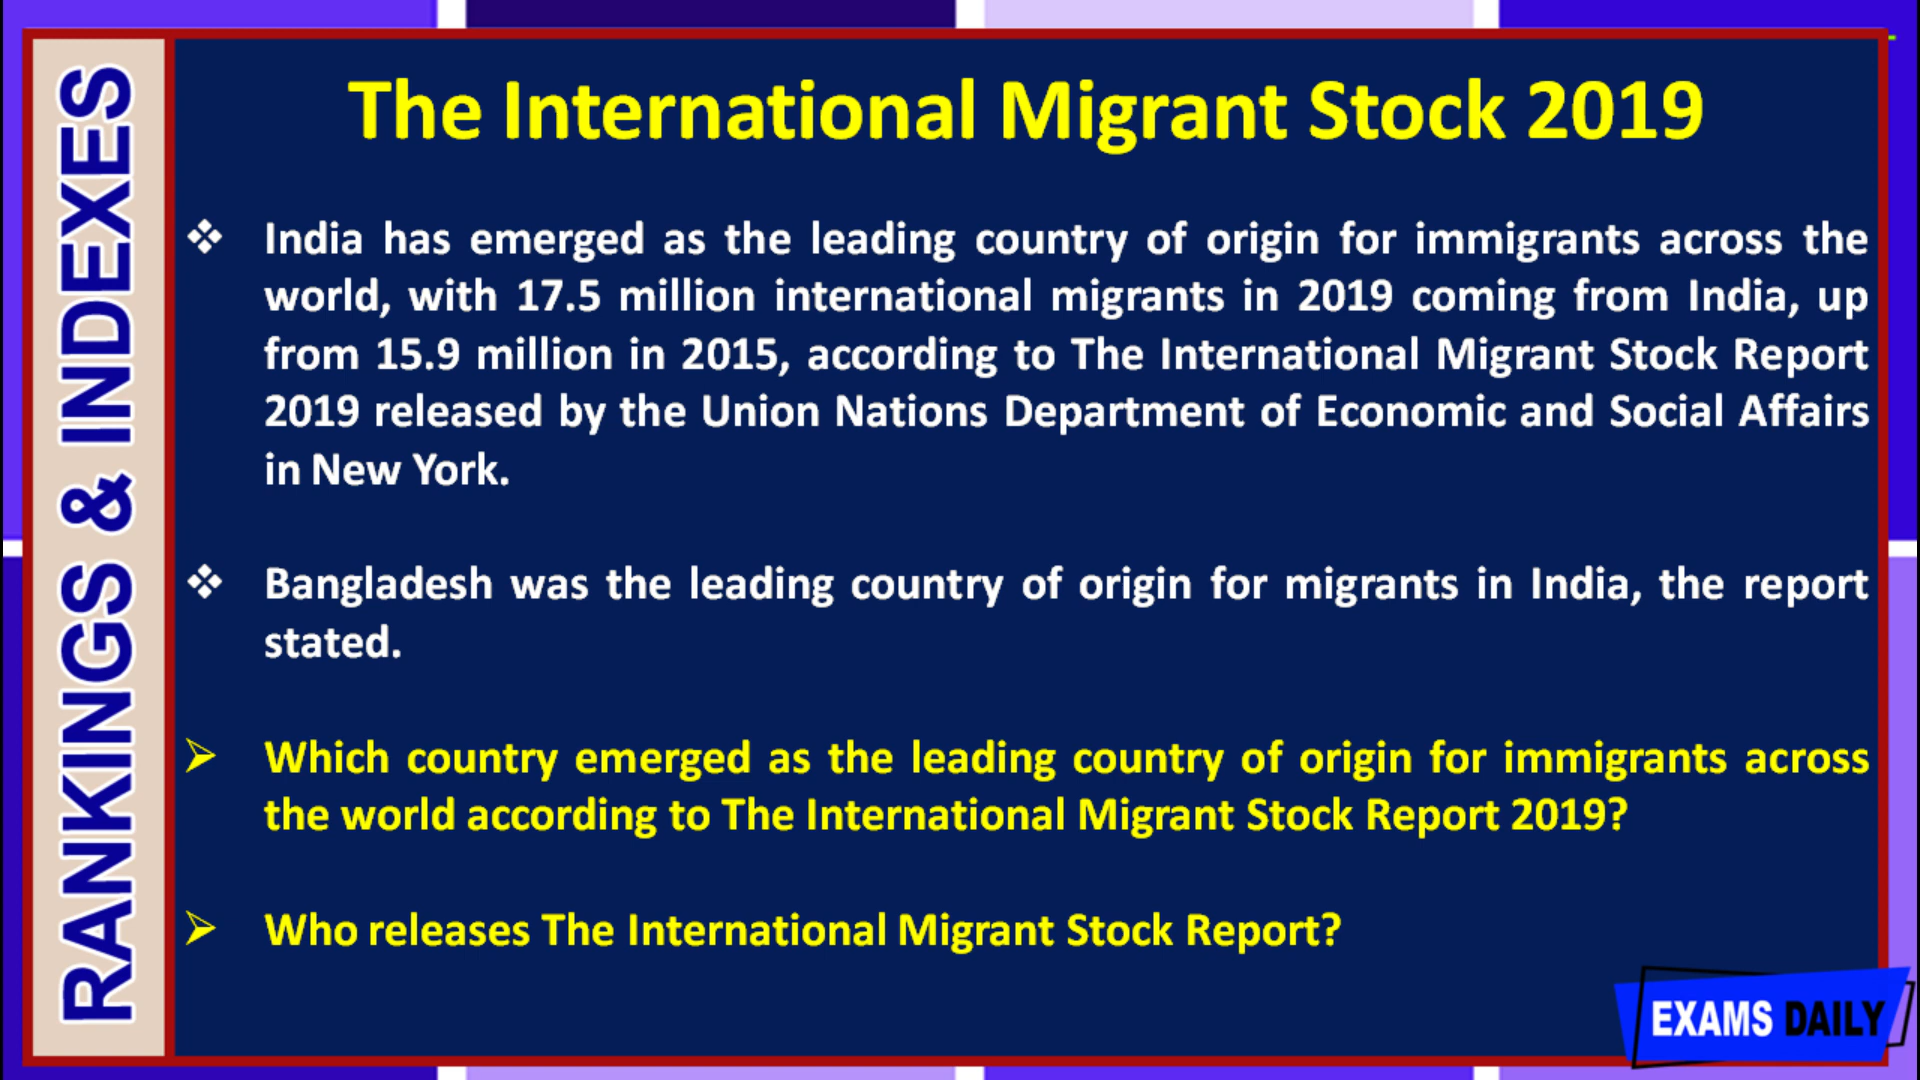 RANKINGS & INDEXES
The International Migrant Stock 2019
❖ India has emerged as the leading country of origin for immigrants across the
world, with 17.5 million international migrants in 2019 coming from India, up
from 15.9 million in 2015, according to The International Migrant Stock Report
2019 released by the Union Nations Department of Economic and Social Affairs
in New York.
❖ Bangladesh was the leading country of origin for migrants in India, the report
stated.
➢ Which country emerged as the leading country of origin for immigrants across
the world according to The International Migrant Stock Report 2019?
➢ Who releases The International Migrant Stock Report?
EXAMS DAILY